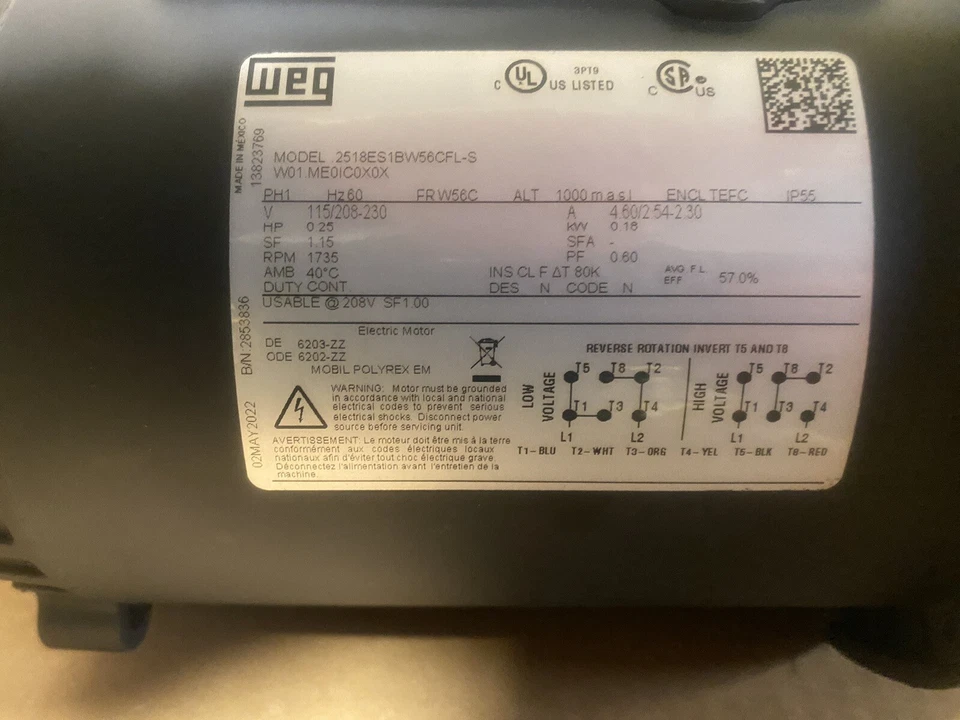 WEG
C UL US LISTED
3PT9
C SA US
MADE IN MEXICO
13823769
MODEL .2518ES1BW56CFL-S
W01.ME0IC0X0X
PH1 Hz 60 FR W56C ALT 1000 m.a.s.l. ENCL TEFC IP55
V 115/208-230 A 4.60/2.54-2.30
HP 0.25 KW 0.18
SF 1.15 SFA -
RPM 1735 PF 0.60
AMB 40°C INS CL F ΔT 80K AVG F L EFF 57.0%
DUTY CONT. DES N CODE N
USABLE @ 208V SF1.00
B/N 2853836
Electric Motor
DE 6203-ZZ
ODE 6202-ZZ
MOBIL POLYREX EM
WARNING: Motor must be grounded
in accordance with local and national
electrical codes to prevent serious
electrical shocks. Disconnect power
source before servicing unit.
02MAY2022
AVERTISSEMENT: Le moteur doit être mis à la terre
conformément aux codes électriques locaux
nationaux afin d'éviter tout choc électrique grave.
Déconnectez l'alimentation avant l'entretien de la
machine.
REVERSE ROTATION INVERT T5 AND T8
LOW VOLTAGE
T5 T8 T2
T1 T3 T4
L1 L2
HIGH VOLTAGE
T5 T8 T2
T1 T3 T4
L1 L2
T1-BLU T2-WHT T3-ORG T4-YEL T5-BLK T8-RED